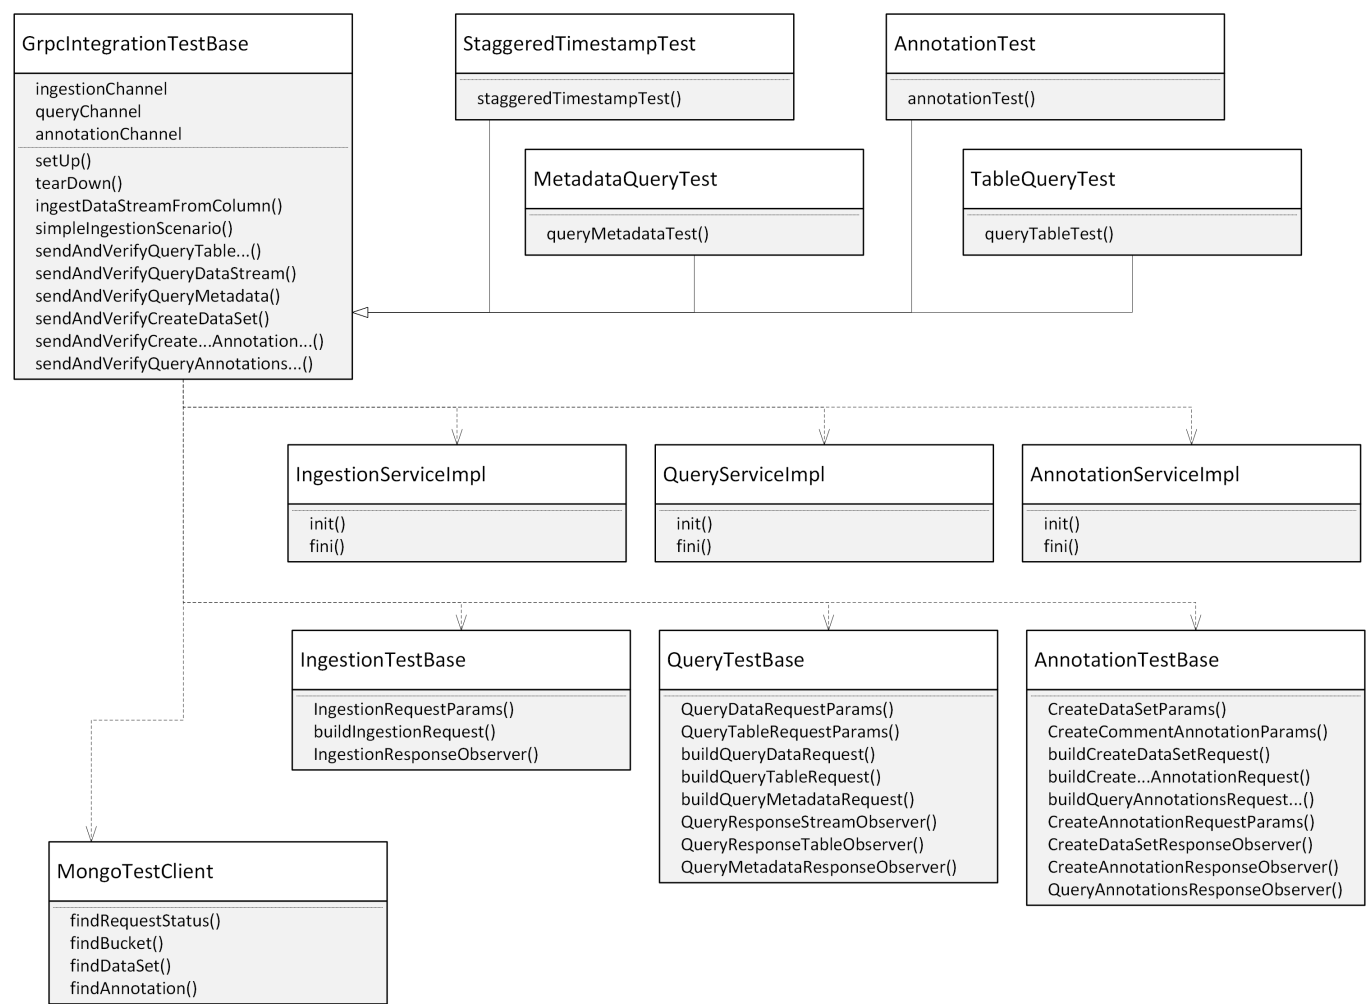 GrpcIntegrationTestBase
ingestionChannel
queryChannel
annotationChannel
setUp()
tearDown()
ingestDataStreamFromColumn()
simpleIngestionScenario()
sendAndVerifyQueryTable...()
sendAndVerifyQueryDataStream()
sendAndVerifyQueryMetadata()
sendAndVerifyCreateDataSet()
sendAndVerifyCreate...Annotation...()
sendAndVerifyQueryAnnotations...()
StaggeredTimestampTest
staggeredTimestampTest()
AnnotationTest
annotationTest()
MetadataQueryTest
queryMetadataTest()
TableQueryTest
queryTableTest()
IngestionServiceImpl
init()
fini()
QueryServiceImpl
init()
fini()
AnnotationServiceImpl
init()
fini()
IngestionTestBase
IngestionRequestParams()
buildIngestionRequest()
IngestionResponseObserver()
QueryTestBase
QueryDataRequestParams()
QueryTableRequestParams()
buildQueryDataRequest()
buildQueryTableRequest()
buildQueryMetadataRequest()
QueryResponseStreamObserver()
QueryResponseTableObserver()
QueryMetadataResponseObserver()
AnnotationTestBase
CreateDataSetParams()
CreateCommentAnnotationParams()
buildCreateDataSetRequest()
buildCreate...AnnotationRequest()
buildQueryAnnotationsRequest...()
CreateAnnotationRequestParams()
CreateDataSetResponseObserver()
CreateAnnotationResponseObserver()
QueryAnnotationsResponseObserver()
MongoTestClient
findRequestStatus()
findBucket()
findDataSet()
findAnnotation()